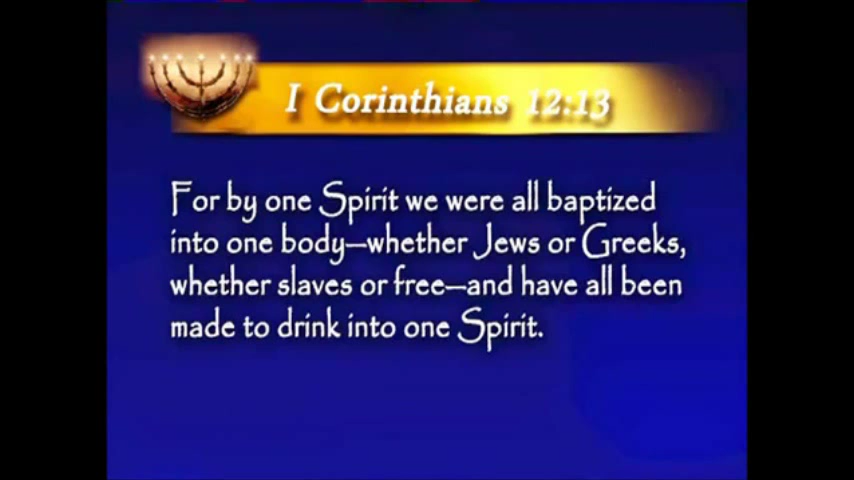 I Corinthians 12:13
For by one Spirit we were all baptized
into one body—whether Jews or Greeks,
whether slaves or free—and have all been
made to drink into one Spirit.